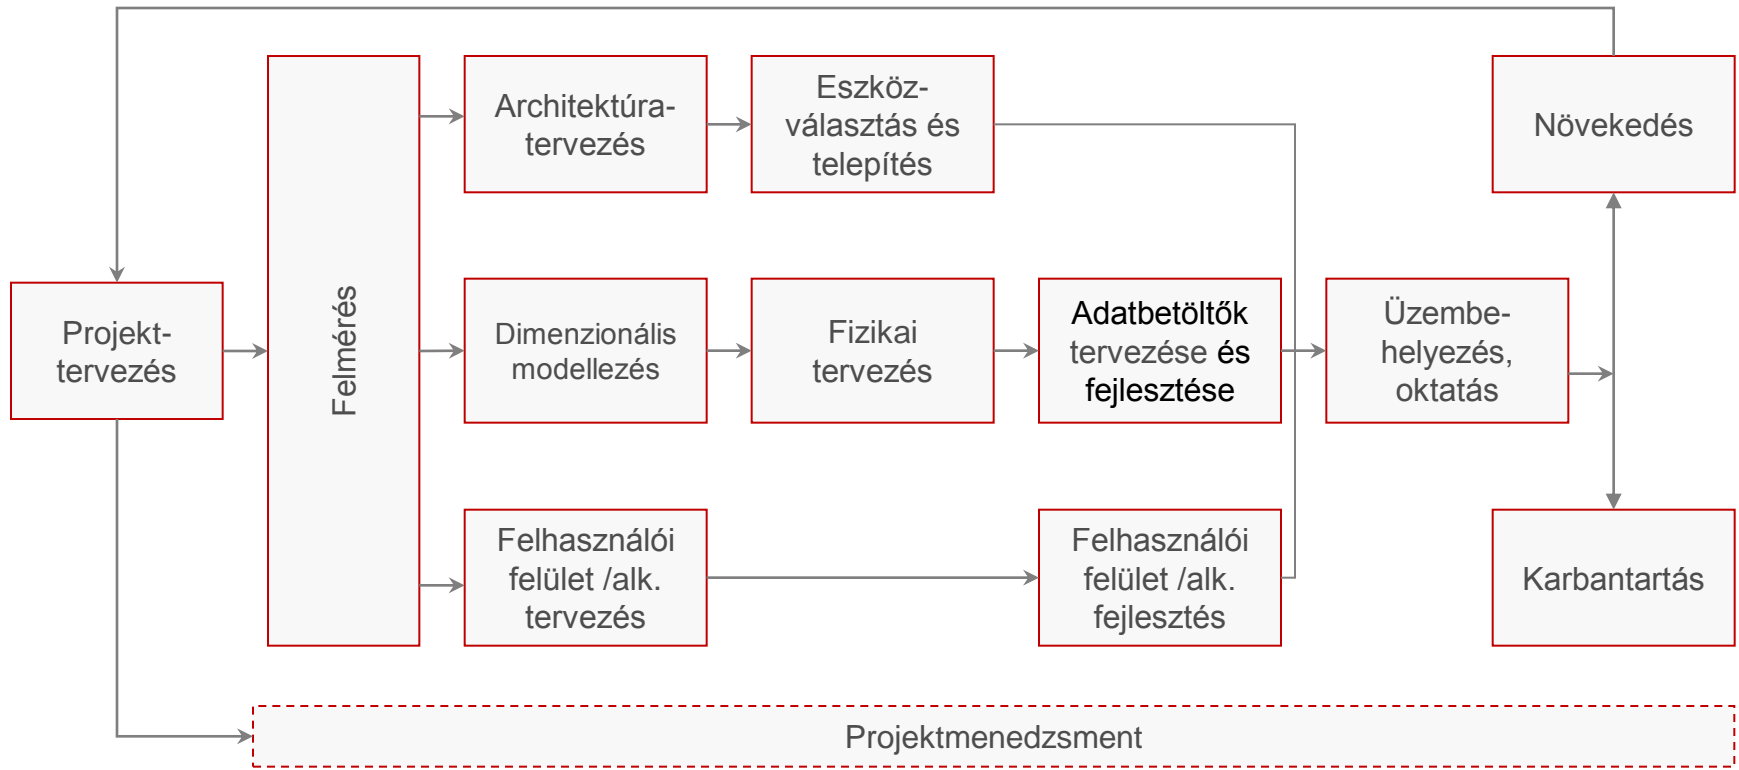 Projekt-
tervezés
Felmérés
Architektúra-
tervezés
Eszköz-
választás és
telepítés
Dimenzionális
modellezés
Fizikai
tervezés
Adatbetöltők
tervezése és
fejlesztése
Felhasználói
felület /alk.
tervezés
Felhasználói
felület /alk.
fejlesztés
Üzembe-
helyezés,
oktatás
Növekedés
Karbantartás
Projektmenedzsment